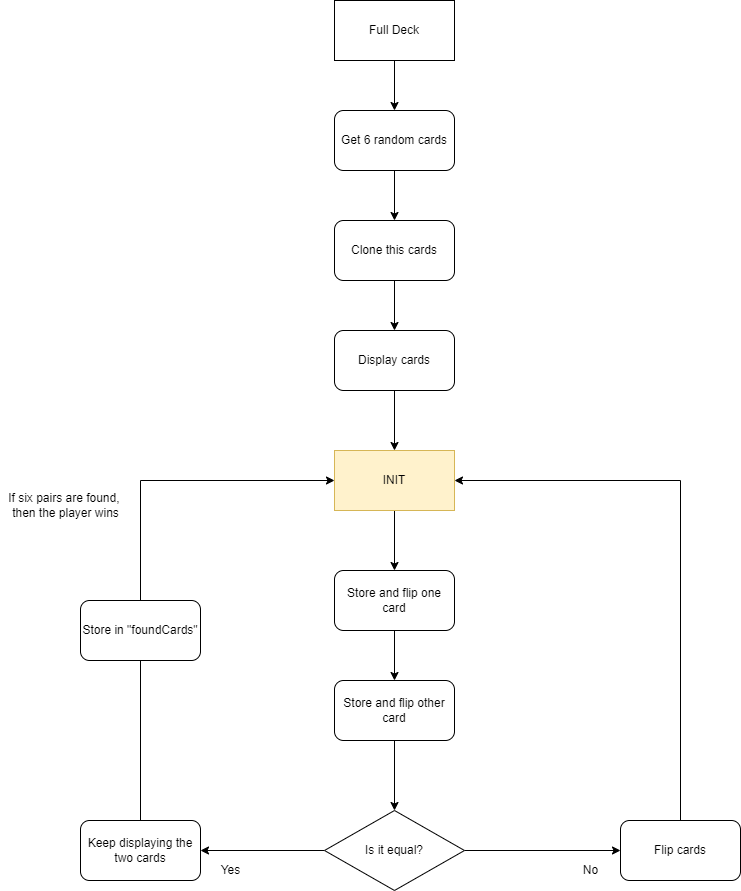 Full Deck
Get 6 random cards
Clone this cards
Display cards
INIT
If six pairs are found,
then the player wins
Store and flip one
card
Store in "foundCards"
Store and flip other
card
Keep displaying the
two cards
Is it equal?
Flip cards
Yes
No